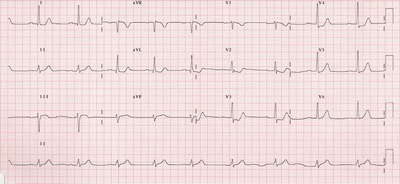 I aVR V1 V4
II aVL V2 V5
III aVF V3 V6
II